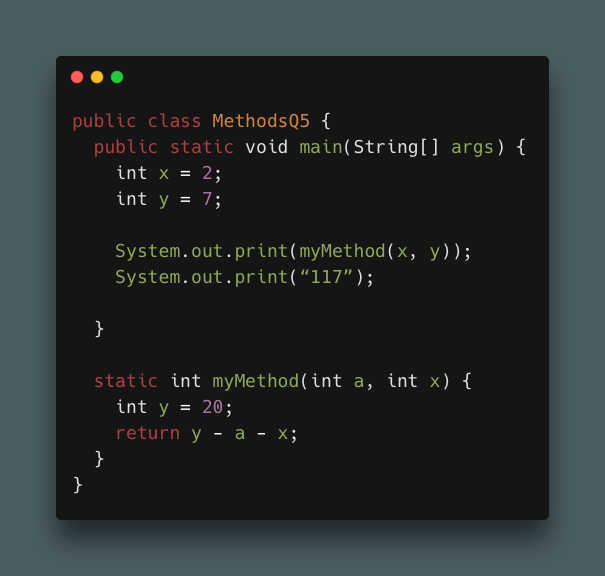 public class MethodsQ5 {
  public static void main(String[] args) {
    int x = 2;
    int y = 7;

    System.out.print(myMethod(x, y));
    System.out.print(“117”);

  }

  static int myMethod(int a, int x) {
    int y = 20;
    return y - a - x;
  }
}